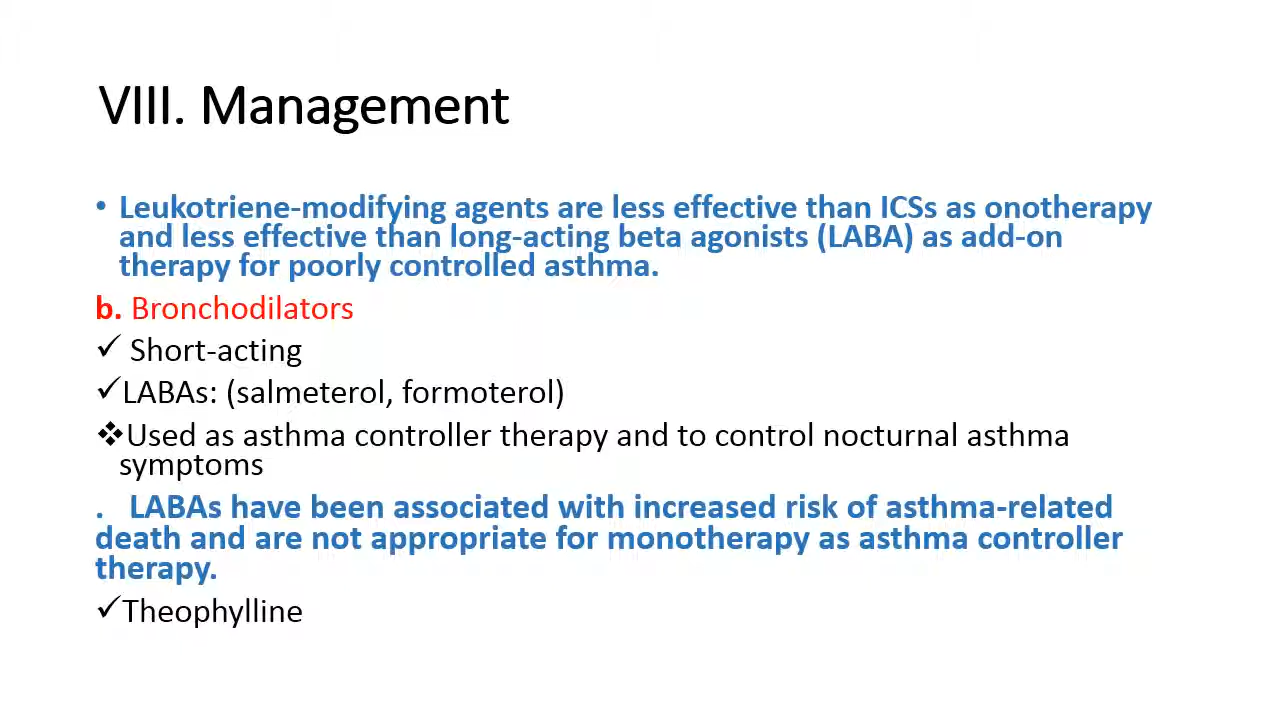 VIII. Management
• Leukotriene-modifying agents are less effective than ICSs as onotherapy
and less effective than long-acting beta agonists (LABA) as add-on
therapy for poorly controlled asthma.
b. Bronchodilators
✓ Short-acting
✓LABAs: (salmeterol, formoterol)
❖Used as asthma controller therapy and to control nocturnal asthma
symptoms
. LABAs have been associated with increased risk of asthma-related
death and are not appropriate for monotherapy as asthma controller
therapy.
✓Theophylline